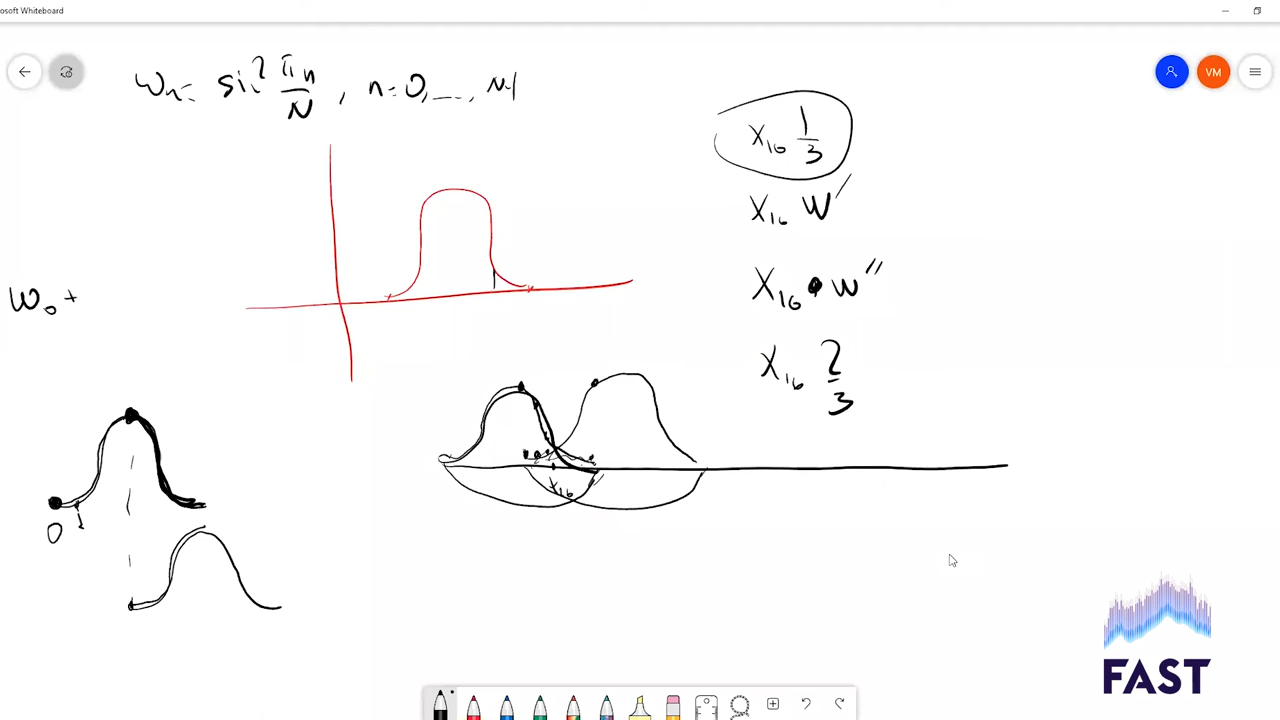 osoft Whiteboard
VM
wₙ = sin² πn/N , n=0,...., N-1
x₁₆ 1/3
x₁₆ w′
x₁₆ • w″
w₀ +
x₁₆ 2/3
x₁₆
0 1
FAST